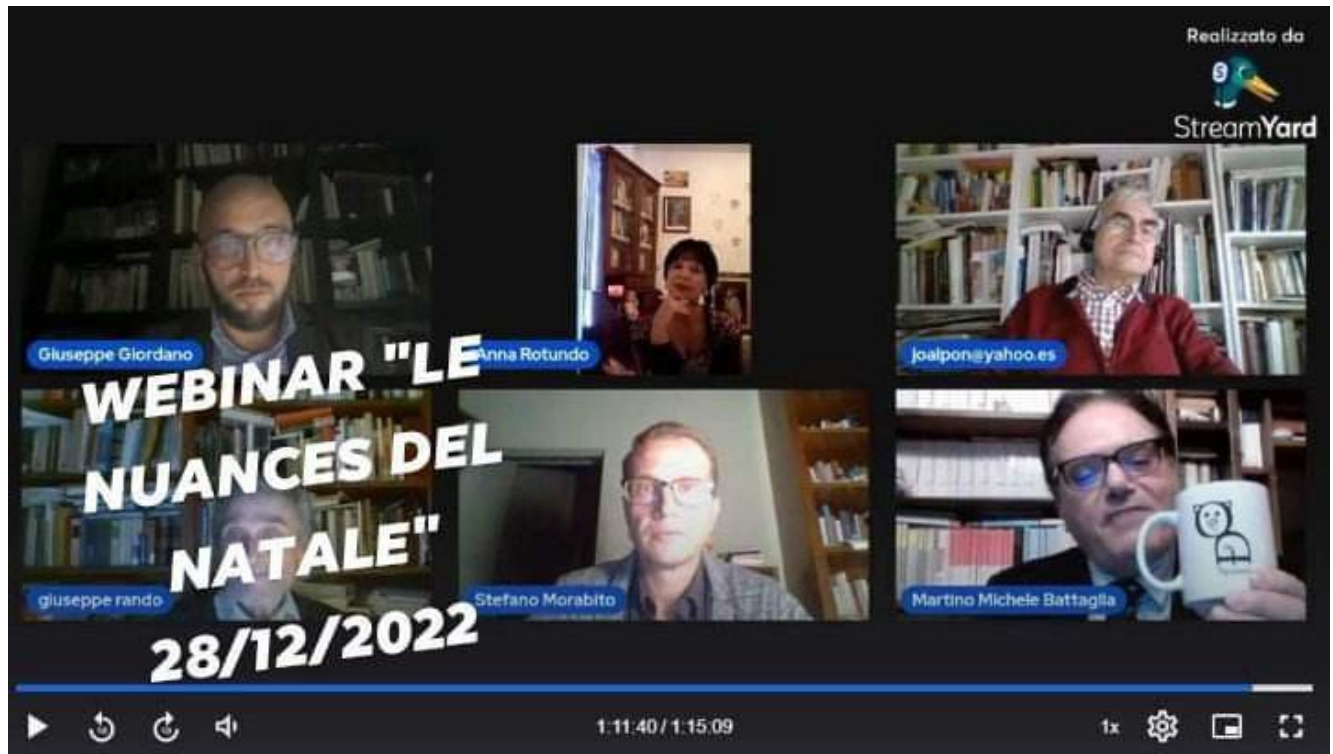 Realizzato da
S
StreamYard
Giuseppe Giordano
Anna Rotundo
joalpon@yahoo.es
WEBINAR "LE
NUANCES DEL
NATALE"
28/12/2022
giuseppe rando
Stefano Morabito
Martino Michele Battaglia
1:11:40 / 1:15:09
1x